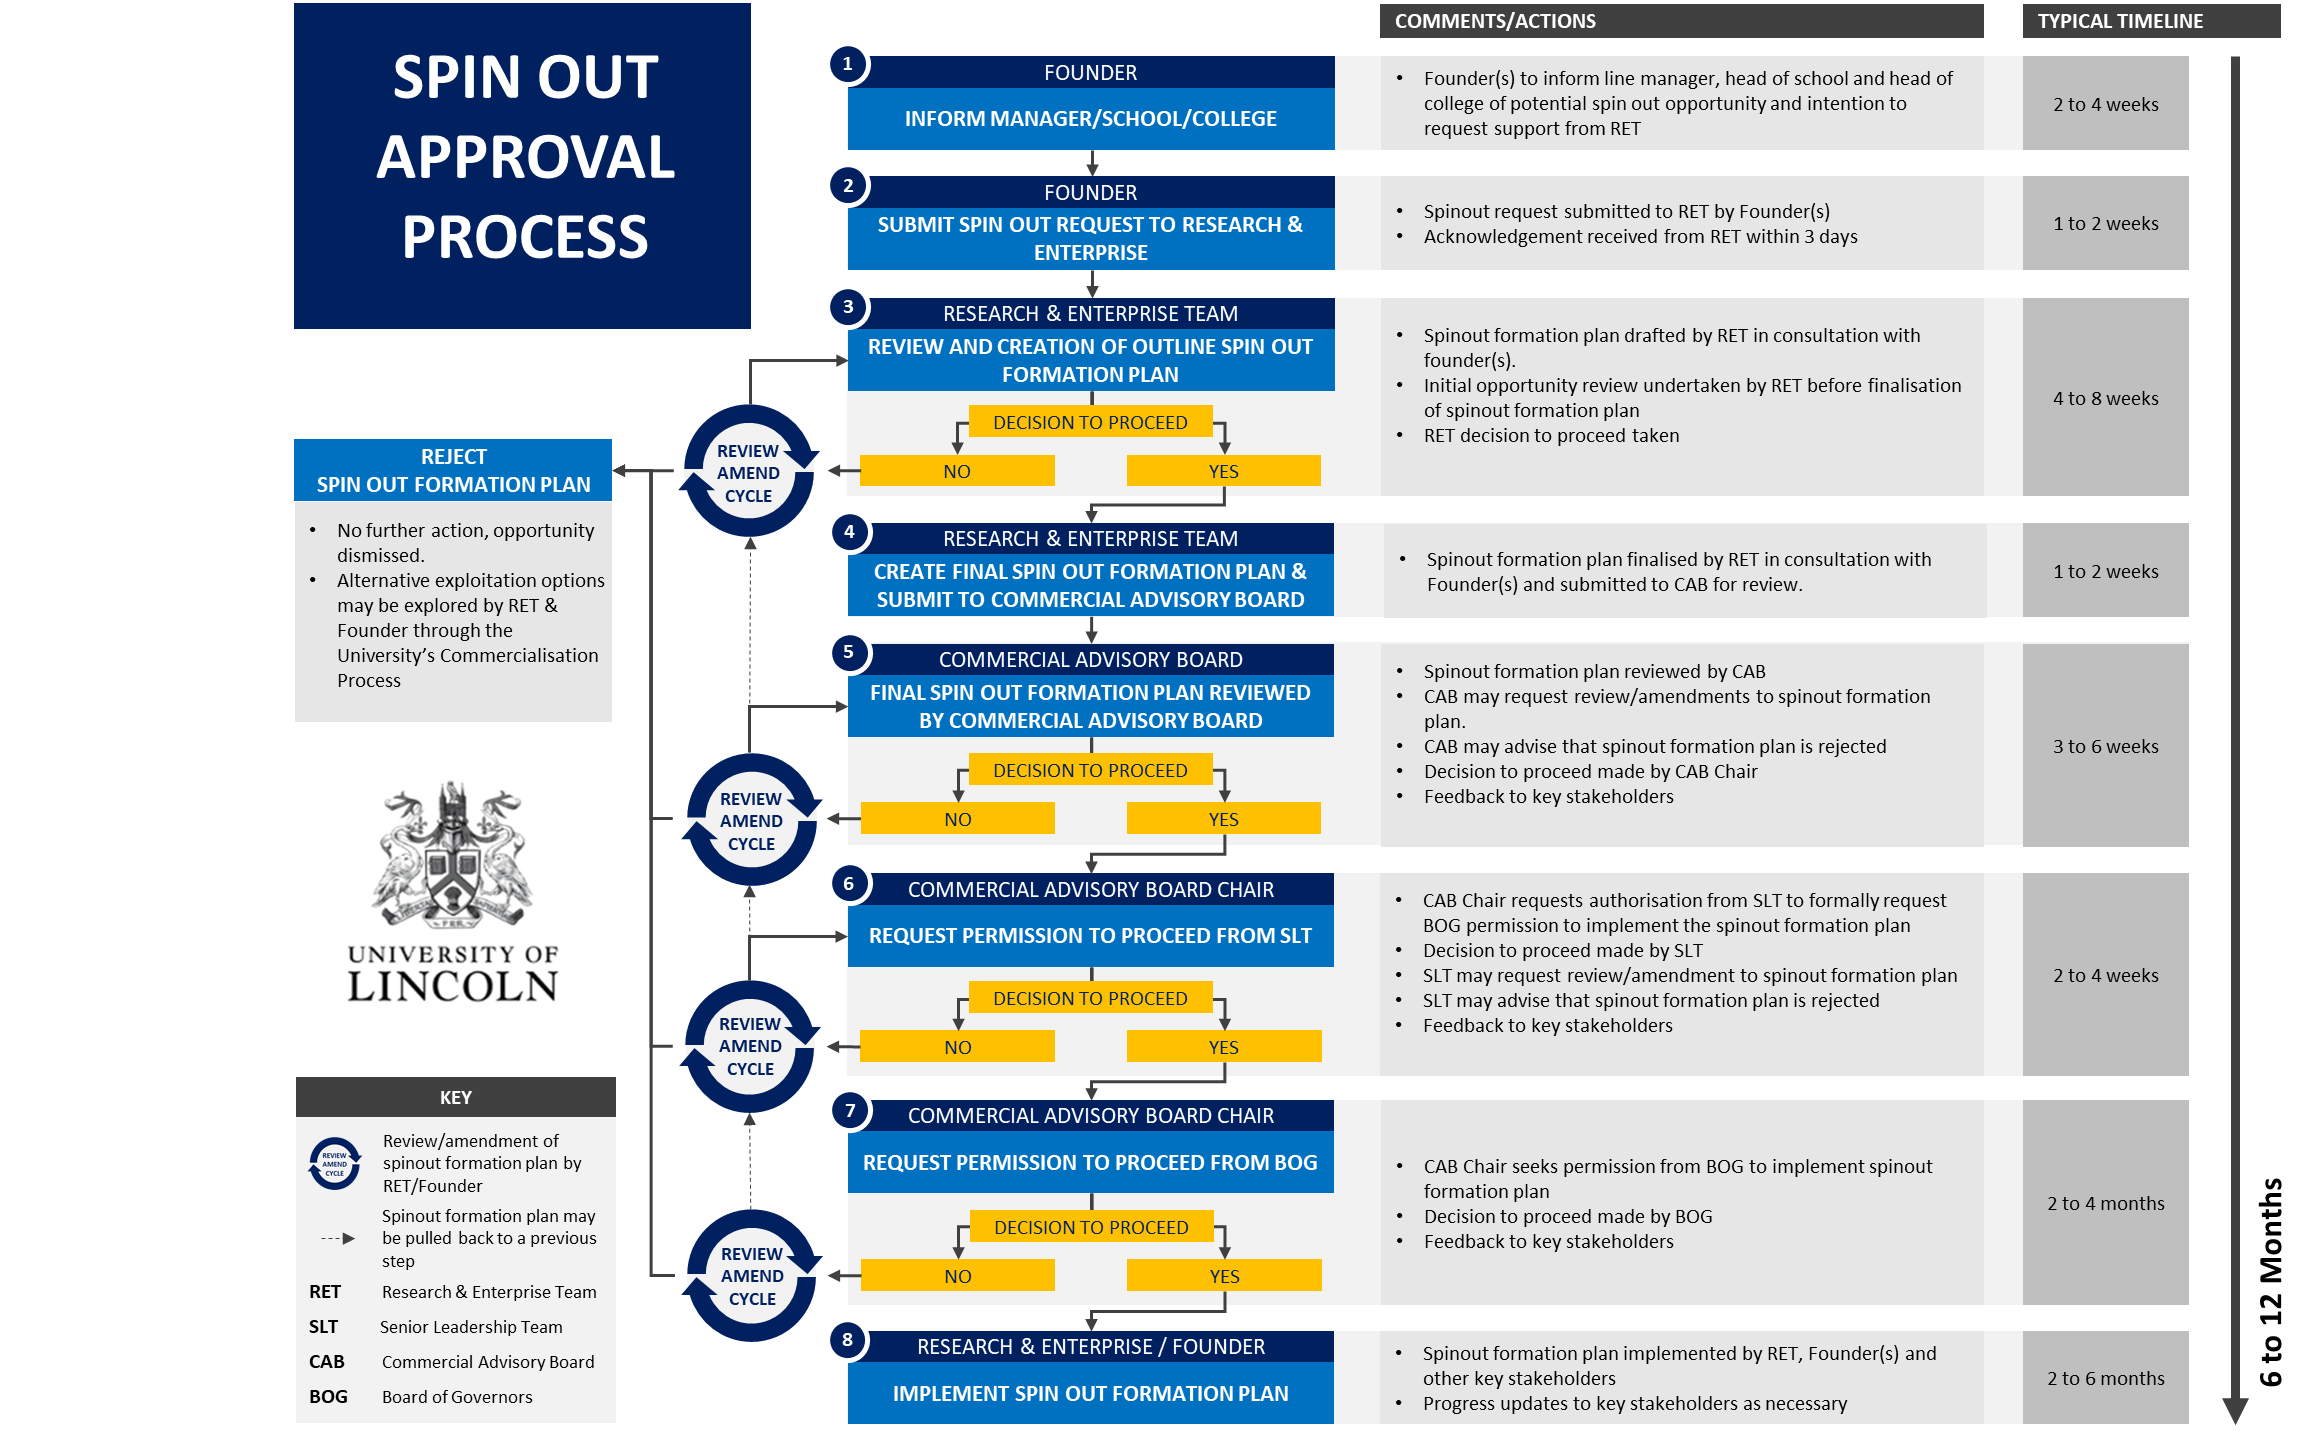 SPIN OUT
APPROVAL
PROCESS
COMMENTS/ACTIONS
TYPICAL TIMELINE
1
FOUNDER
INFORM MANAGER/SCHOOL/COLLEGE
• Founder(s) to inform line manager, head of school and head of
college of potential spin out opportunity and intention to
request support from RET
2 to 4 weeks
2
FOUNDER
SUBMIT SPIN OUT REQUEST TO RESEARCH &
ENTERPRISE
• Spinout request submitted to RET by Founder(s)
• Acknowledgement received from RET within 3 days
1 to 2 weeks
3
RESEARCH & ENTERPRISE TEAM
REVIEW AND CREATION OF OUTLINE SPIN OUT
FORMATION PLAN
DECISION TO PROCEED
NO
YES
REVIEW
AMEND
CYCLE
• Spinout formation plan drafted by RET in consultation with
founder(s).
• Initial opportunity review undertaken by RET before finalisation
of spinout formation plan
• RET decision to proceed taken
4 to 8 weeks
REJECT
SPIN OUT FORMATION PLAN
• No further action, opportunity
dismissed.
• Alternative exploitation options
may be explored by RET &
Founder through the
University's Commercialisation
Process
4
RESEARCH & ENTERPRISE TEAM
CREATE FINAL SPIN OUT FORMATION PLAN &
SUBMIT TO COMMERCIAL ADVISORY BOARD
• Spinout formation plan finalised by RET in consultation with
Founder(s) and submitted to CAB for review.
1 to 2 weeks
5
COMMERCIAL ADVISORY BOARD
FINAL SPIN OUT FORMATION PLAN REVIEWED
BY COMMERCIAL ADVISORY BOARD
DECISION TO PROCEED
NO
YES
REVIEW
AMEND
CYCLE
• Spinout formation plan reviewed by CAB
• CAB may request review/amendments to spinout formation
plan.
• CAB may advise that spinout formation plan is rejected
• Decision to proceed made by CAB Chair
• Feedback to key stakeholders
3 to 6 weeks
UNIVERSITY OF
LINCOLN
6
COMMERCIAL ADVISORY BOARD CHAIR
REQUEST PERMISSION TO PROCEED FROM SLT
DECISION TO PROCEED
NO
YES
REVIEW
AMEND
CYCLE
• CAB Chair requests authorisation from SLT to formally request
BOG permission to implement the spinout formation plan
• Decision to proceed made by SLT
• SLT may request review/amendment to spinout formation plan
• SLT may advise that spinout formation plan is rejected
• Feedback to key stakeholders
2 to 4 weeks
7
COMMERCIAL ADVISORY BOARD CHAIR
REQUEST PERMISSION TO PROCEED FROM BOG
DECISION TO PROCEED
NO
YES
REVIEW
AMEND
CYCLE
• CAB Chair seeks permission from BOG to implement spinout
formation plan
• Decision to proceed made by BOG
• Feedback to key stakeholders
2 to 4 months
8
RESEARCH & ENTERPRISE / FOUNDER
IMPLEMENT SPIN OUT FORMATION PLAN
• Spinout formation plan implemented by RET, Founder(s) and
other key stakeholders
• Progress updates to key stakeholders as necessary
2 to 6 months
6 to 12 Months
KEY
REVIEW
AMEND
CYCLE
Review/amendment of
spinout formation plan by
RET/Founder
Spinout formation plan may
be pulled back to a previous
step
RET Research & Enterprise Team
SLT Senior Leadership Team
CAB Commercial Advisory Board
BOG Board of Governors